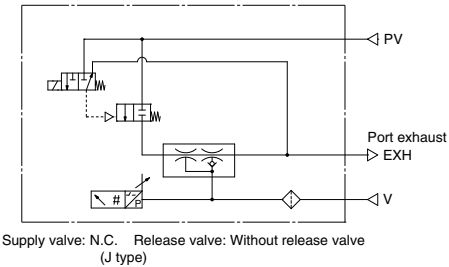 PV
Port exhaust
EXH
# P
V
Supply valve: N.C. Release valve: Without release valve
(J type)